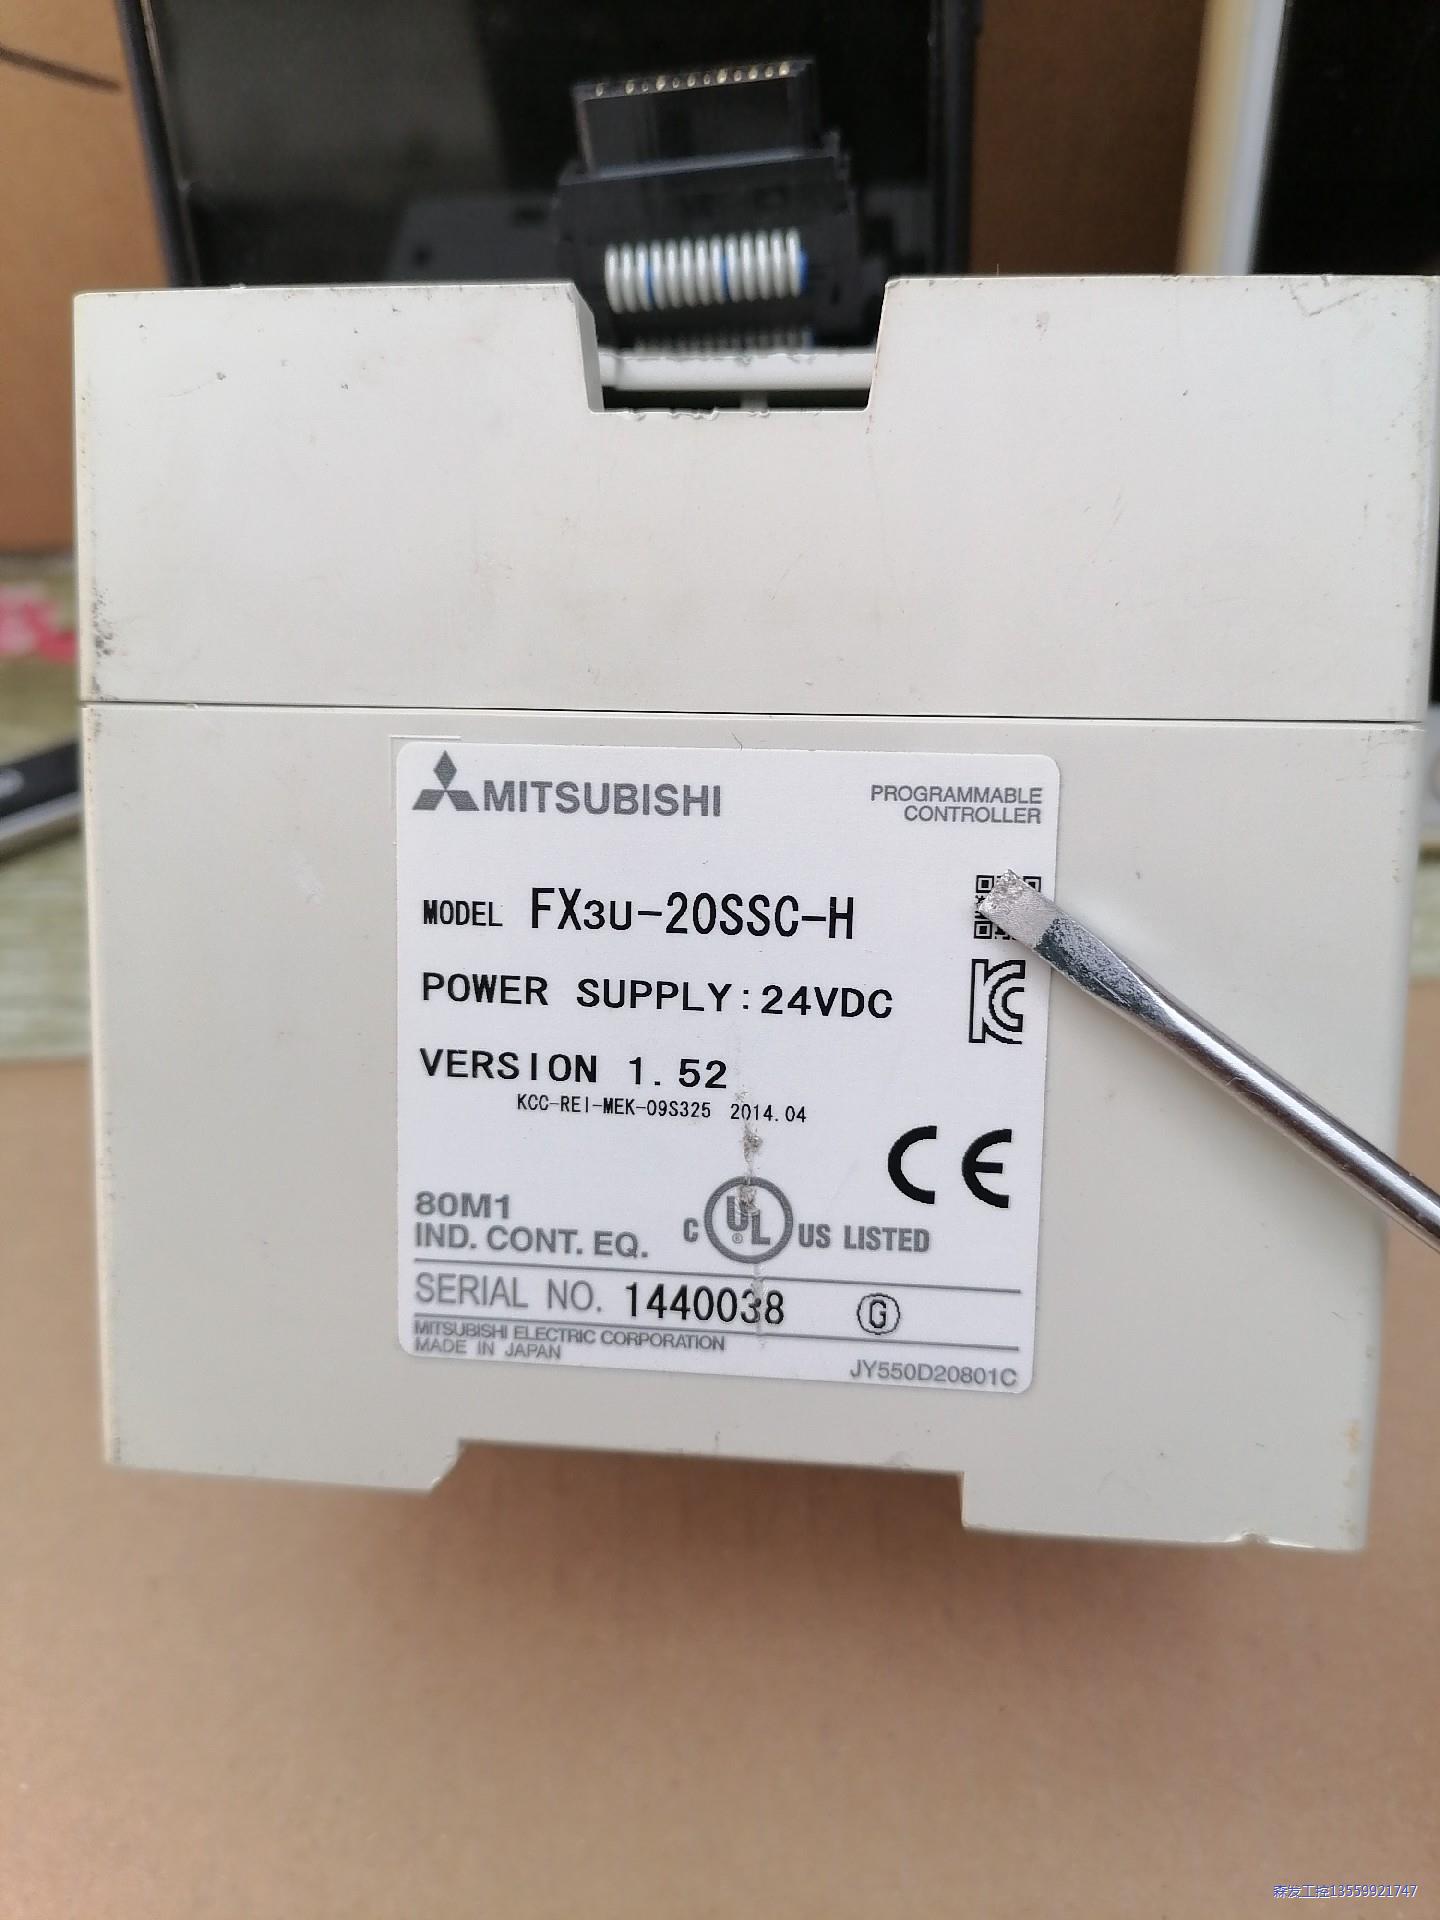 MITSUBISHI
PROGRAMMABLE
CONTROLLER
MODEL FX3U-20SSC-H
POWER SUPPLY:24VDC
VERSION 1.52
KCC-REI-MEK-09S325 2014.04
80M1
IND. CONT. EQ.
C UL® US LISTED
CE
SERIAL NO. 1440038 G
MITSUBISHI ELECTRIC CORPORATION
MADE IN JAPAN
JY550D20801C
森发工控13559921747